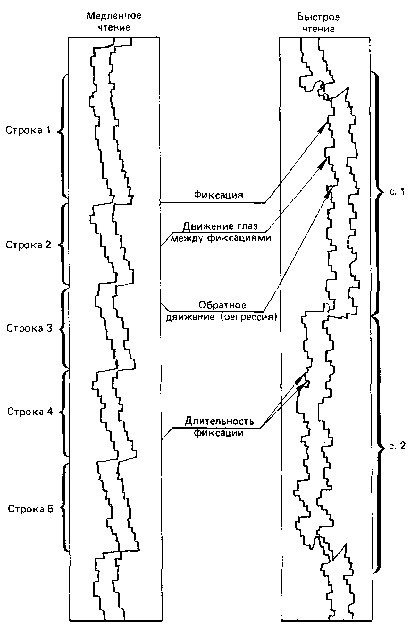 Медленное
чтение
Быстрое
чтение
Строка 1
Строка 2
Строка 3
Строка 4
Строка 5
Фиксация
Движение глаз
между фиксациями
Обратное
движение (регрессия)
Длительность
фиксации
с. 1
с. 2